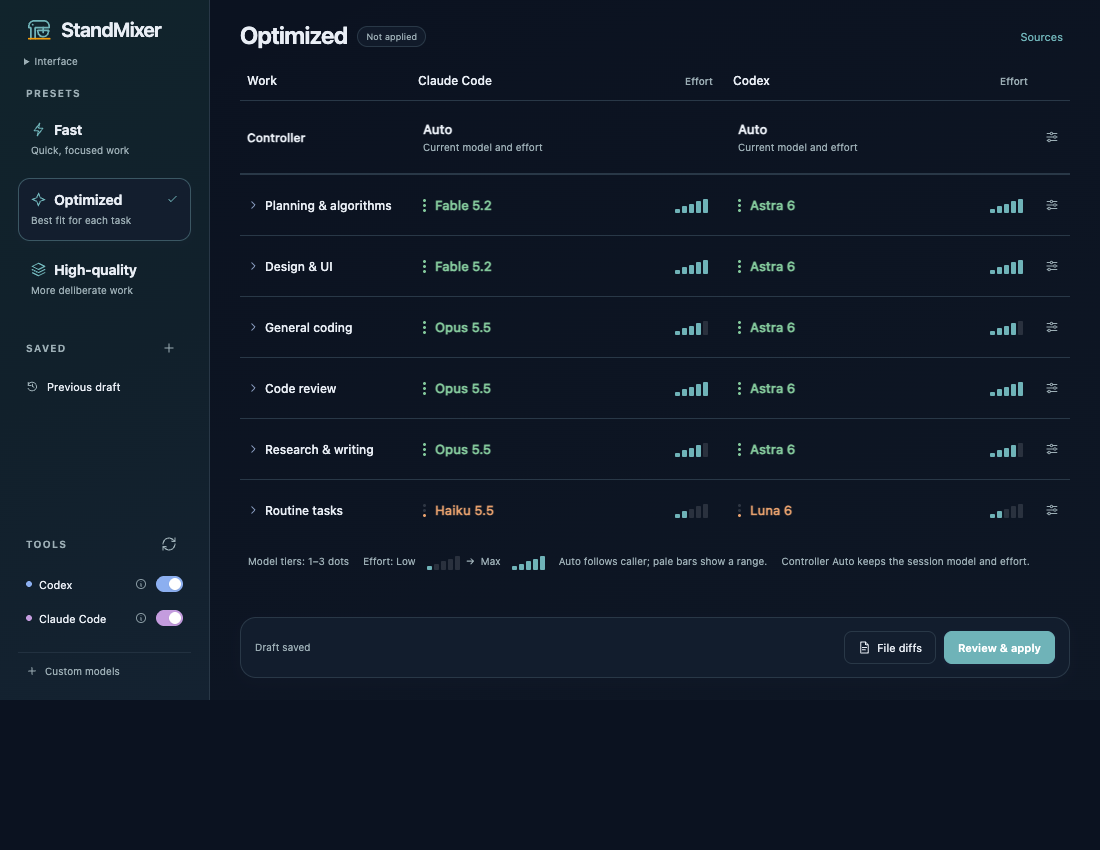 StandMixer
Interface
PRESETS
Fast
Quick, focused work
Optimized
Best fit for each task
High-quality
More deliberate work
SAVED
Previous draft
TOOLS
Codex
Claude Code
Custom models
Optimized Not applied Sources
Work Claude Code Effort Codex Effort
Controller Auto Auto
Current model and effort Current model and effort
Planning & algorithms Fable 5.2 Astra 6
Design & UI Fable 5.2 Astra 6
General coding Opus 5.5 Astra 6
Code review Opus 5.5 Astra 6
Research & writing Opus 5.5 Astra 6
Routine tasks Haiku 5.5 Luna 6
Model tiers: 1–3 dots Effort: Low → Max Auto follows caller; pale bars show a range. Controller Auto keeps the session model and effort.
Draft saved File diffs Review & apply